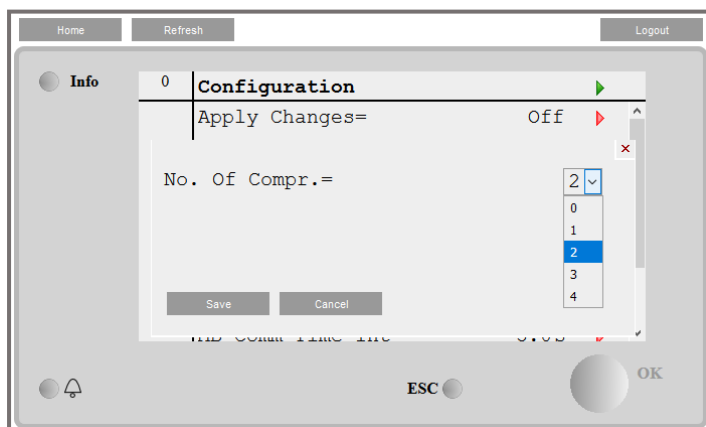 Home Refresh Logout
Info
0 Configuration
Apply Changes= Off
No. Of Compr.= 2
0
1
2
3
4
Save Cancel
ESC
OK